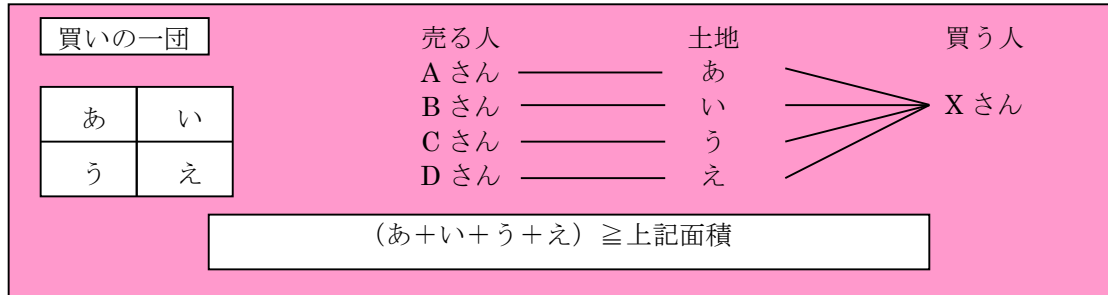 買いの一団
売る人 土地 買う人
Aさん あ
Bさん い Xさん
Cさん う
Dさん え
あ い
う え
（あ＋い＋う＋え）≧上記面積